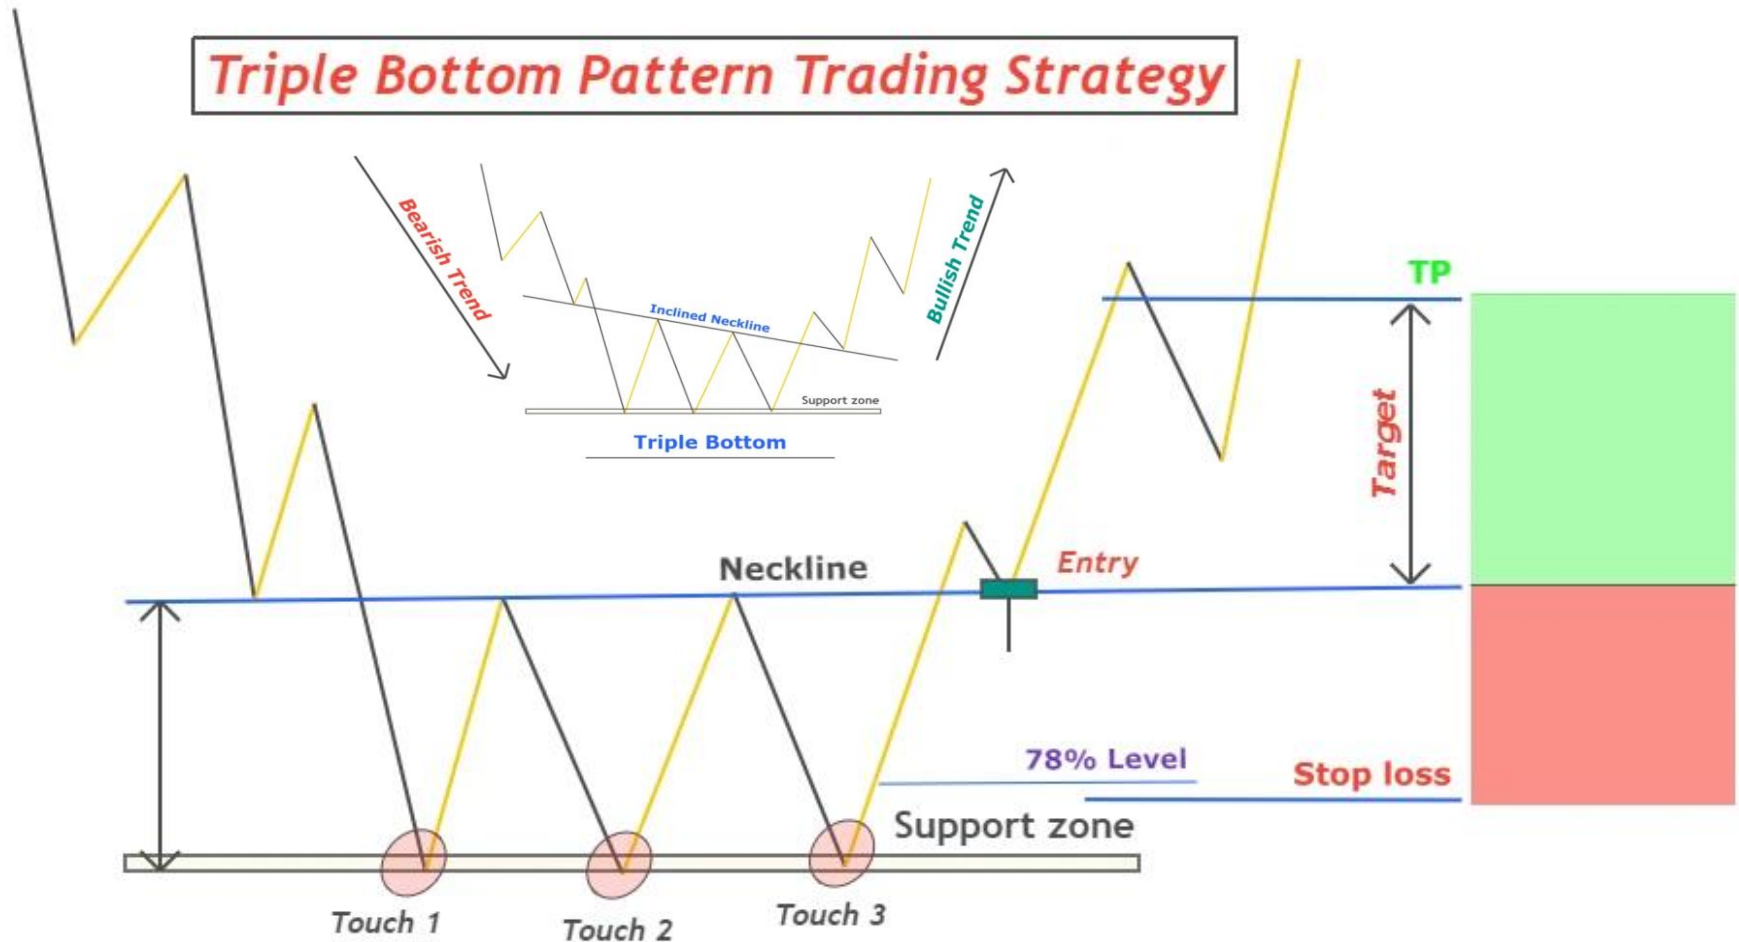 Triple Bottom Pattern Trading Strategy
Bearish Trend
Bullish Trend
Inclined Neckline
Support zone
Triple Bottom
TP
Target
Neckline
Entry
78% Level
Stop loss
Support zone
Touch 1
Touch 2
Touch 3